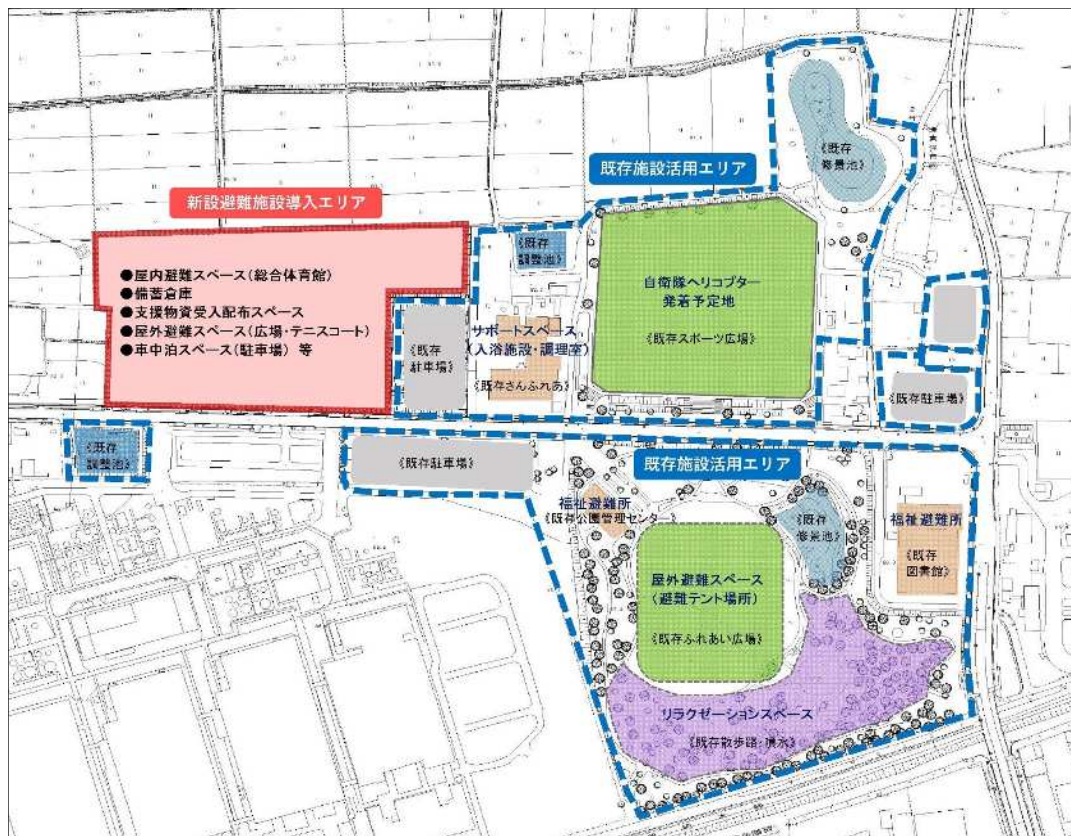 《既存
修景池》
既存施設活用エリア
新設避難施設導入エリア
●屋内避難スペース(総合体育館)
●備蓄倉庫
●支援物資受入配布スペース
●屋外避難スペース(広場・テニスコート)
●車中泊スペース(駐車場) 等
《既存
調整池》
自衛隊ヘリコプター
発着予定地
《既存スポーツ広場》
サポートスペース
(入浴施設・調理室)
《既存さんふれあ》
《既存
駐車場》
《既存駐車場》
《既存
調整池》
《既存駐車場》
既存施設活用エリア
福祉避難所
《既存公園管理センター》
《既存
修景池》
福祉避難所
《既存
図書館》
屋外避難スペース
(避難テント場所)
《既存ふれあい広場》
リラクゼーションスペース
《既存散歩路・噴水》